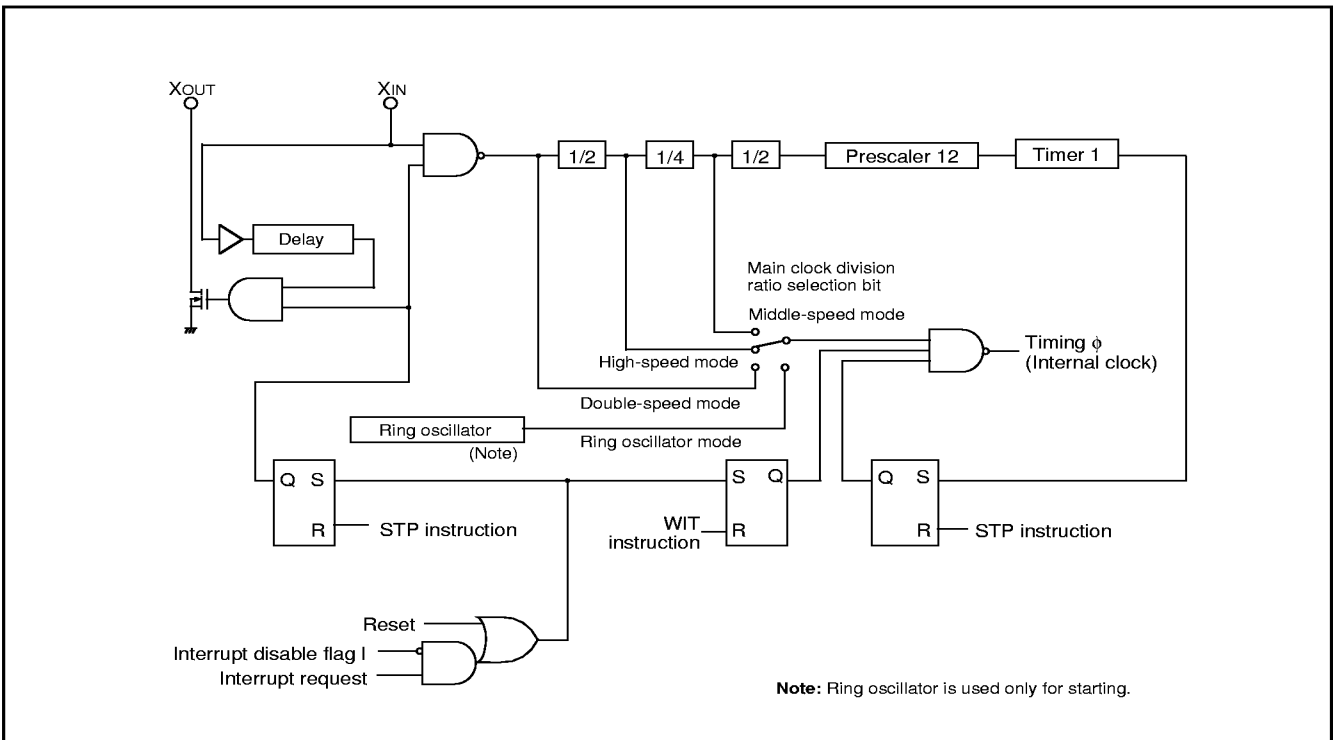 XOUT
XIN
1/2
1/4
1/2
Prescaler 12
Timer 1
Delay
Main clock division
ratio selection bit
Middle-speed mode
High-speed mode
Timing ϕ
(Internal clock)
Double-speed mode
Ring oscillator
Ring oscillator mode
(Note)
Q S
R
STP instruction
S Q
R
WIT
instruction
Q S
R
STP instruction
Reset
Interrupt disable flag I
Interrupt request
Note: Ring oscillator is used only for starting.